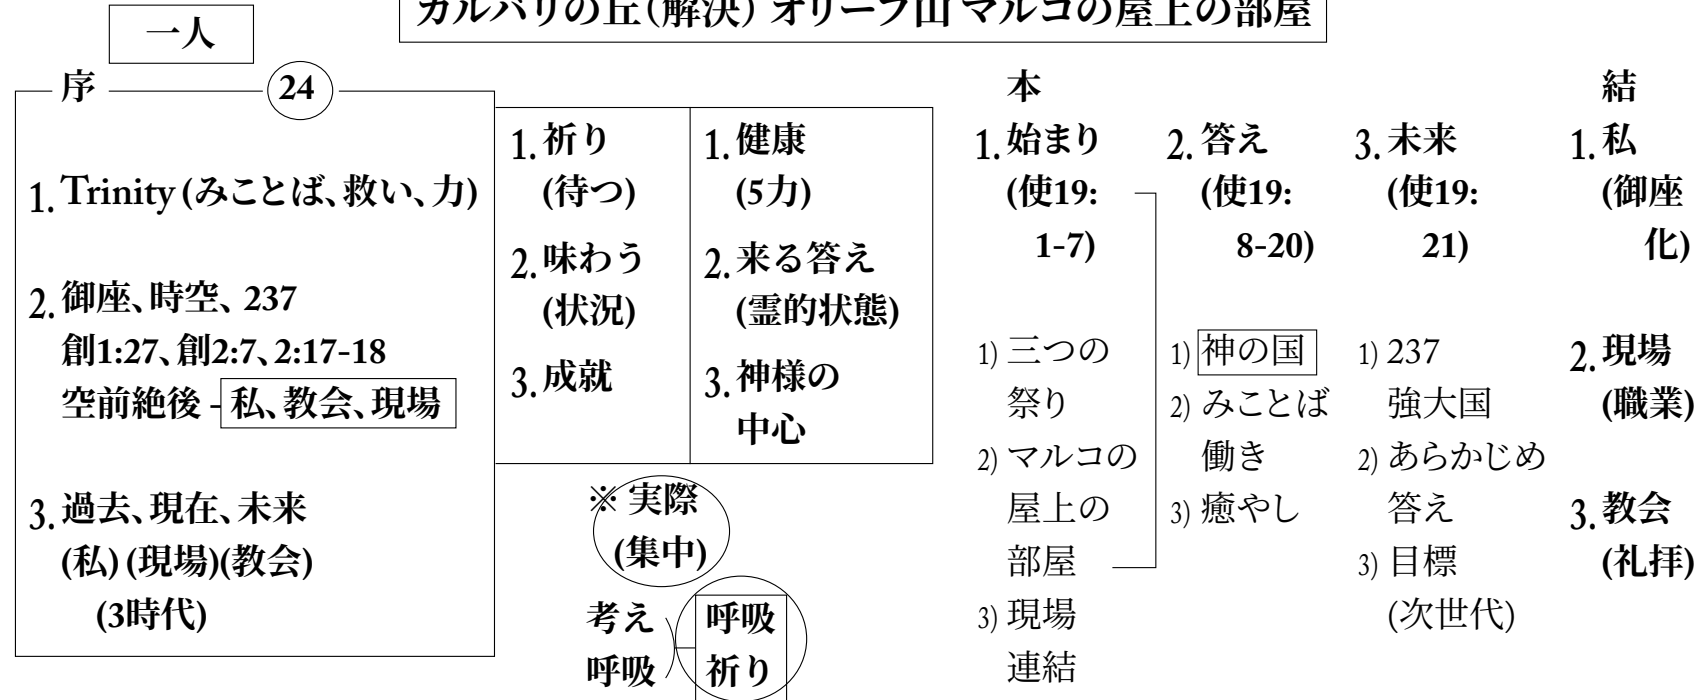 カルバリの丘(解決) オリーブ山 マルコの屋上の部屋
一人
序 24
1. Trinity (みことば、救い、力)
2. 御座、時空、237
創1:27、創2:7、2:17-18
空前絶後 - 私、教会、現場
3. 過去、現在、未来
(私) (現場)(教会)
(3時代)
1. 祈り
(待つ)
2. 味わう
(状況)
3. 成就
1. 健康
(5力)
2. 来る答え
(霊的状態)
3. 神様の
中心
※ 実際
(集中)
考え
呼吸
呼吸
祈り
本
1. 始まり
(使19:
1-7)
1) 三つの
祭り
2) マルコの
屋上の
部屋
3) 現場
連結
2. 答え
(使19:
8-20)
1) 神の国
2) みことば
働き
3) 癒やし
3. 未来
(使19:
21)
1) 237
強大国
2) あらかじめ
答え
3) 目標
(次世代)
結
1. 私
(御座
化)
2. 現場
(職業)
3. 教会
(礼拝)